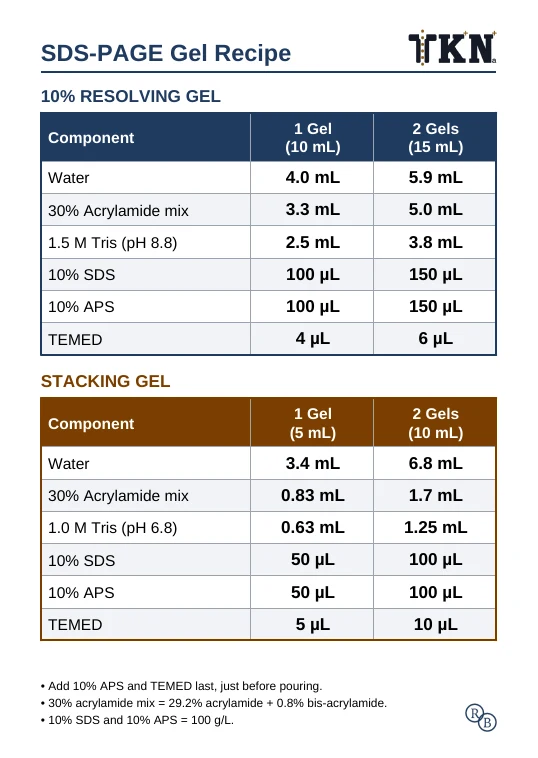 SDS-PAGE Gel Recipe
TKN
10% RESOLVING GEL
Component 1 Gel (10 mL) 2 Gels (15 mL)
Water 4.0 mL 5.9 mL
30% Acrylamide mix 3.3 mL 5.0 mL
1.5 M Tris (pH 8.8) 2.5 mL 3.8 mL
10% SDS 100 µL 150 µL
10% APS 100 µL 150 µL
TEMED 4 µL 6 µL
STACKING GEL
Component 1 Gel (5 mL) 2 Gels (10 mL)
Water 3.4 mL 6.8 mL
30% Acrylamide mix 0.83 mL 1.7 mL
1.0 M Tris (pH 6.8) 0.63 mL 1.25 mL
10% SDS 50 µL 100 µL
10% APS 50 µL 100 µL
TEMED 5 µL 10 µL
• Add 10% APS and TEMED last, just before pouring.
• 30% acrylamide mix = 29.2% acrylamide + 0.8% bis-acrylamide.
• 10% SDS and 10% APS = 100 g/L.
R B